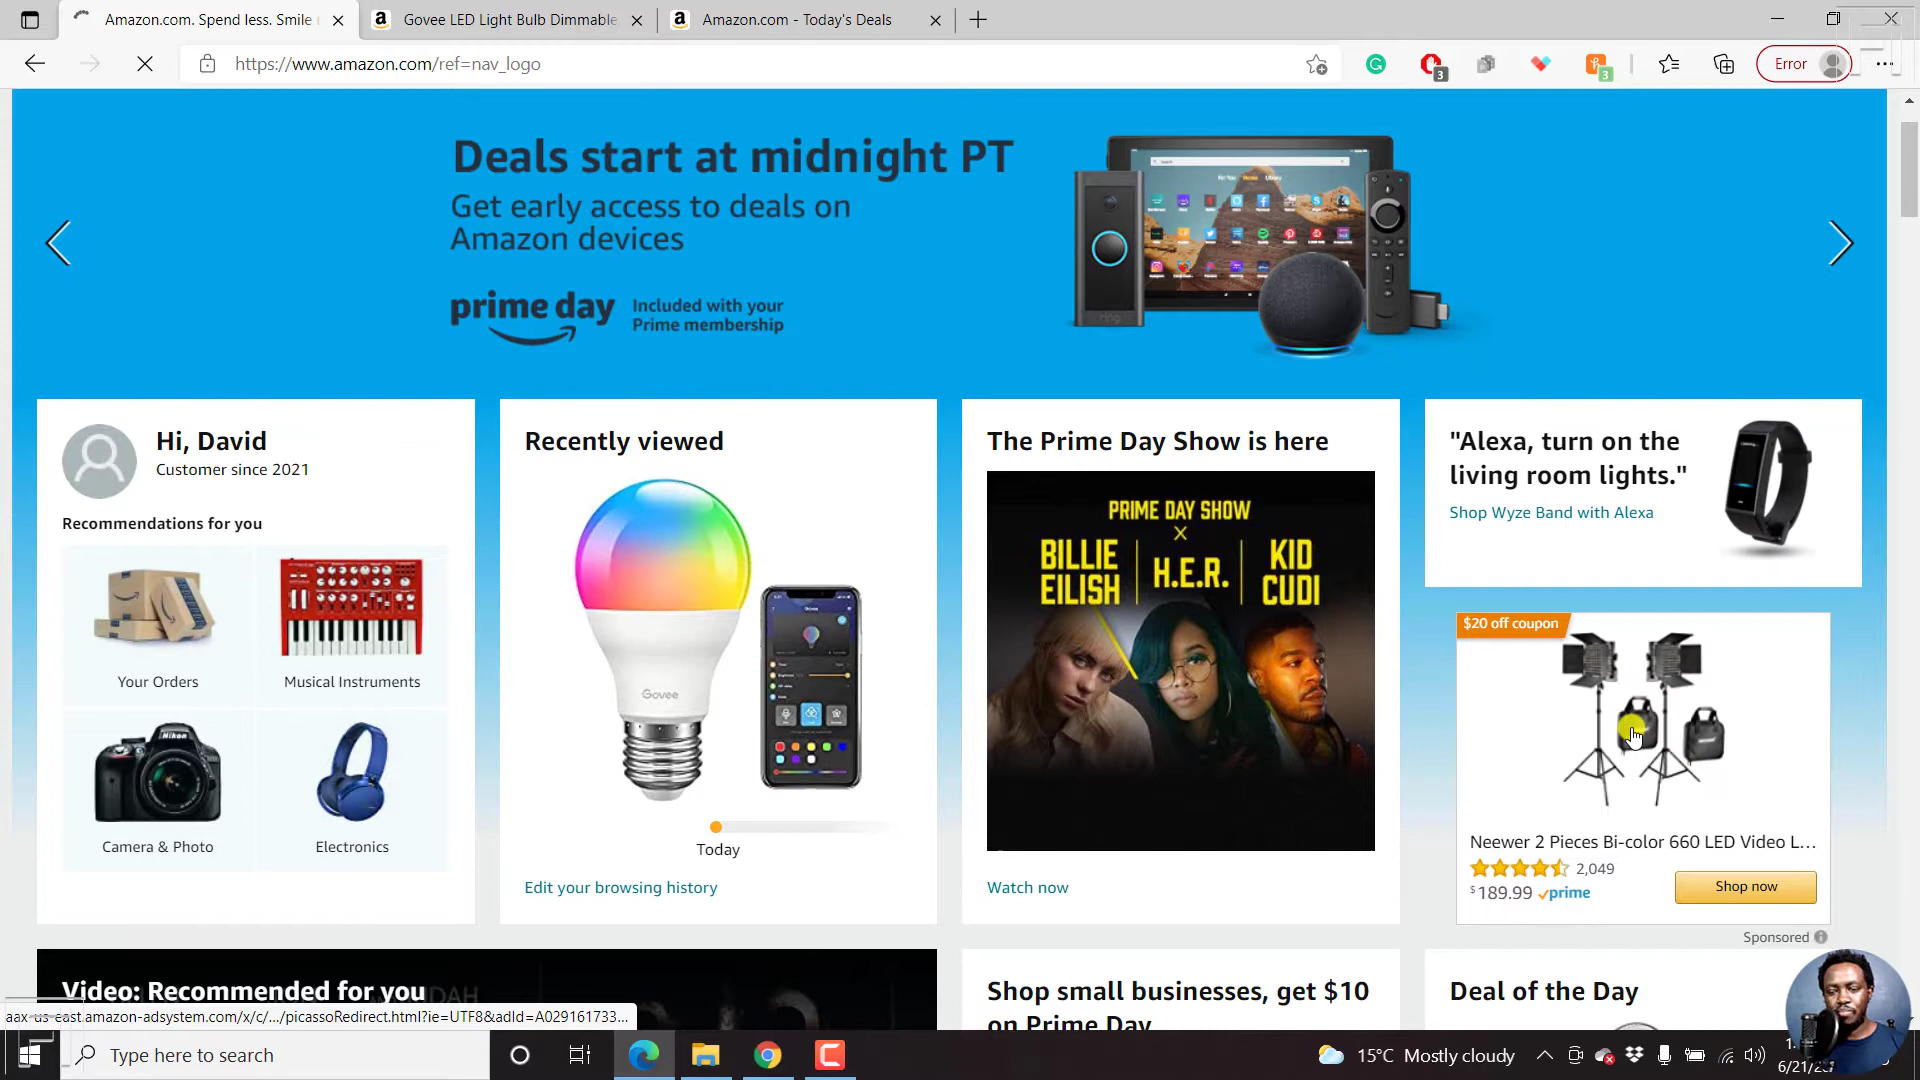 Amazon.com. Spend less. Smile
Govee LED Light Bulb Dimmable,
Amazon.com - Today's Deals
https://www.amazon.com/ref=nav_logo
3
3
Error
Deals start at midnight PT
Get early access to deals on
Amazon devices
prime day
Included with your
Prime membership
ring
Hi, David
Customer since 2021
Recommendations for you
Your Orders
Musical Instruments
Nikon
Camera & Photo
Electronics
Recently viewed
Govee
Today
Edit your browsing history
The Prime Day Show is here
PRIME DAY SHOW
X
BILLIE
EILISH
H.E.R.
KID
CUDI
Watch now
"Alexa, turn on the
living room lights."
Shop Wyze Band with Alexa
$20 off coupon
Neewer 2 Pieces Bi-color 660 LED Video L...
2,049
$189.99 prime
Shop now
Sponsored
Video: Recommended for you
Shop small businesses, get $10
on Prime Day
Deal of the Day
aax-us-east.amazon-adsystem.com/x/c/.../picassoRedirect.html?ie=UTF8&adId=A029161733...
Type here to search
15°C Mostly cloudy